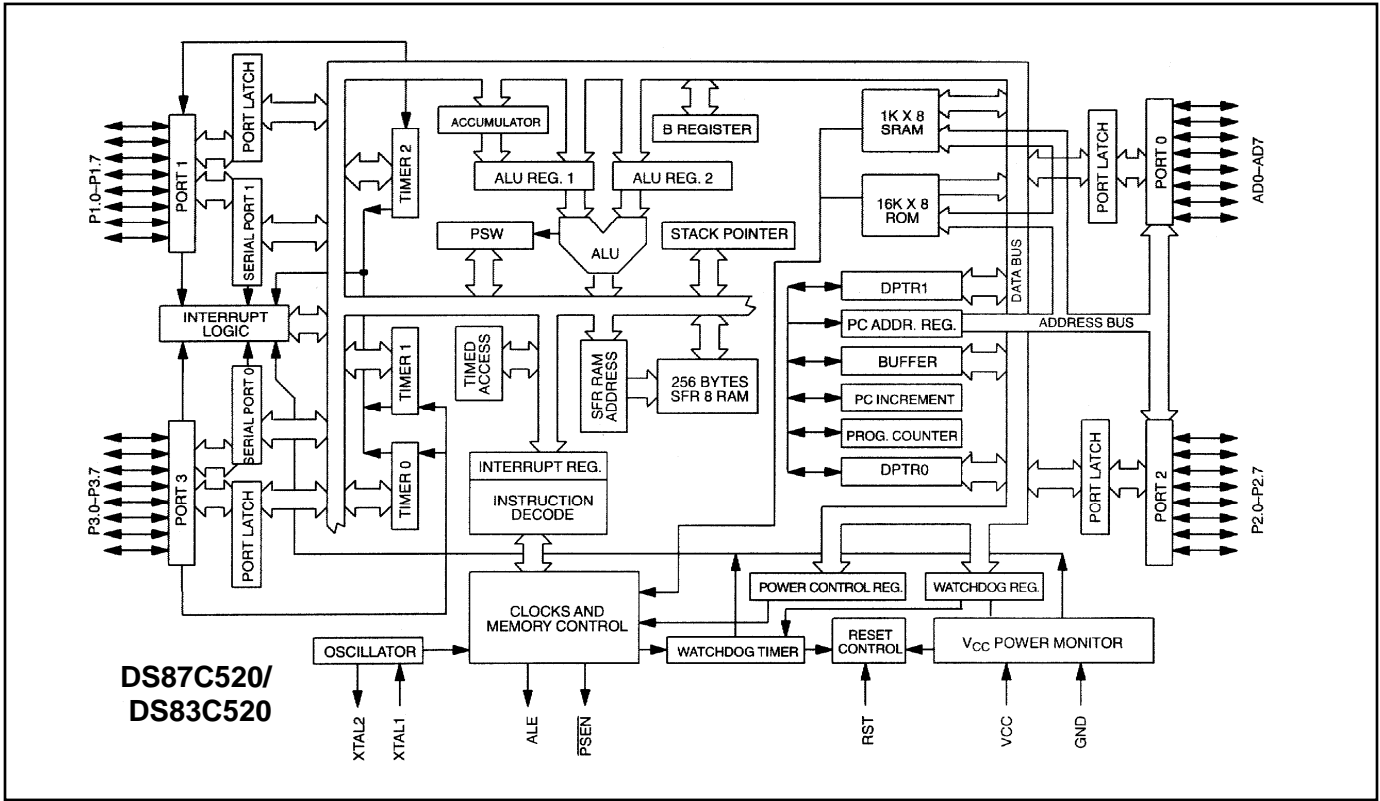 PORT LATCH
P1.0–P1.7
PORT 1
SERIAL PORT 1
TIMER 2
ACCUMULATOR
B REGISTER
ALU REG. 1
ALU REG. 2
PSW
ALU
STACK POINTER
1K X 8
SRAM
16K X 8
ROM
DATA BUS
PORT LATCH
PORT 0
AD0–AD7
INTERRUPT
LOGIC
TIMER 1
TIMED
ACCESS
SFR RAM
ADDRESS
256 BYTES
SFR 8 RAM
DPTR1
PC ADDR. REG.
ADDRESS BUS
BUFFER
PC INCREMENT
PROG. COUNTER
DPTR0
SERIAL PORT 0
P3.0–P3.7
PORT 3
PORT LATCH
TIMER 0
INTERRUPT REG.
INSTRUCTION
DECODE
PORT LATCH
PORT 2
P2.0–P2.7
POWER CONTROL REG.
WATCHDOG REG.
CLOCKS AND
MEMORY CONTROL
OSCILLATOR
WATCHDOG TIMER
RESET
CONTROL
VCC POWER MONITOR
DS87C520/
DS83C520
XTAL2
XTAL1
ALE
PSEN
RST
VCC
GND